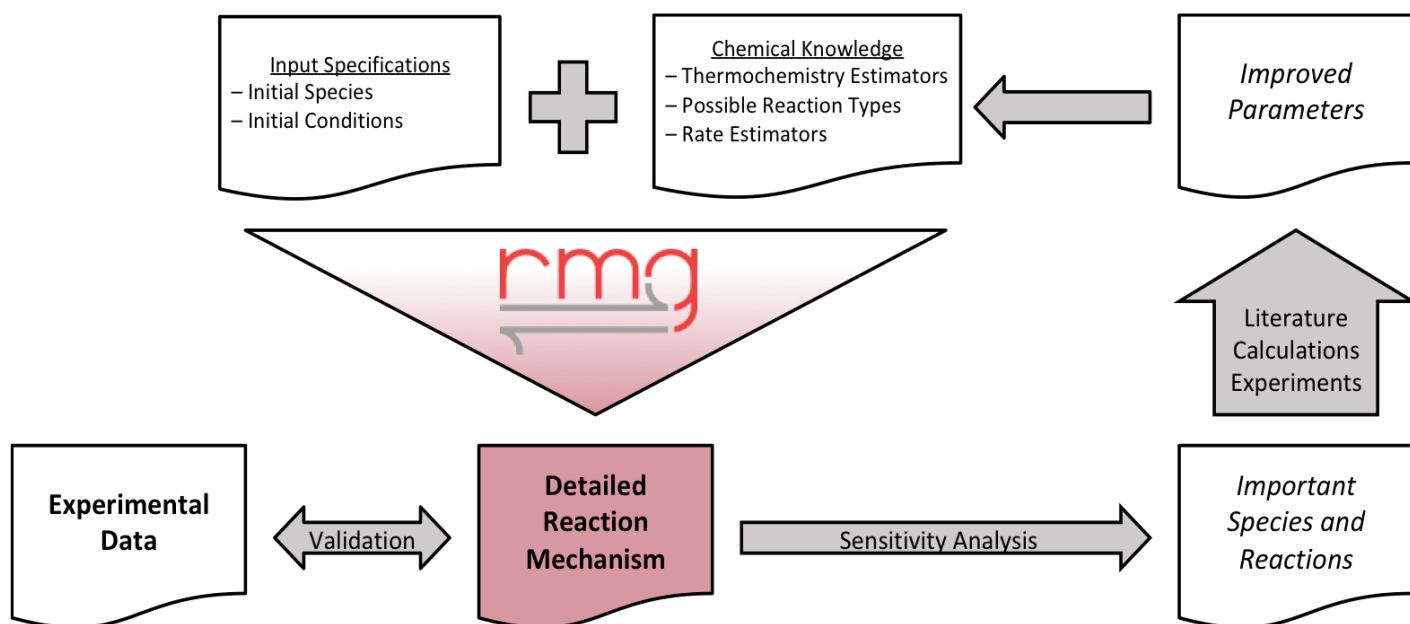 Input Specifications
– Initial Species
– Initial Conditions
Chemical Knowledge
– Thermochemistry Estimators
– Possible Reaction Types
– Rate Estimators
Improved
Parameters
rmg
Literature
Calculations
Experiments
Experimental
Data
Validation
Detailed
Reaction
Mechanism
Sensitivity Analysis
Important
Species and
Reactions